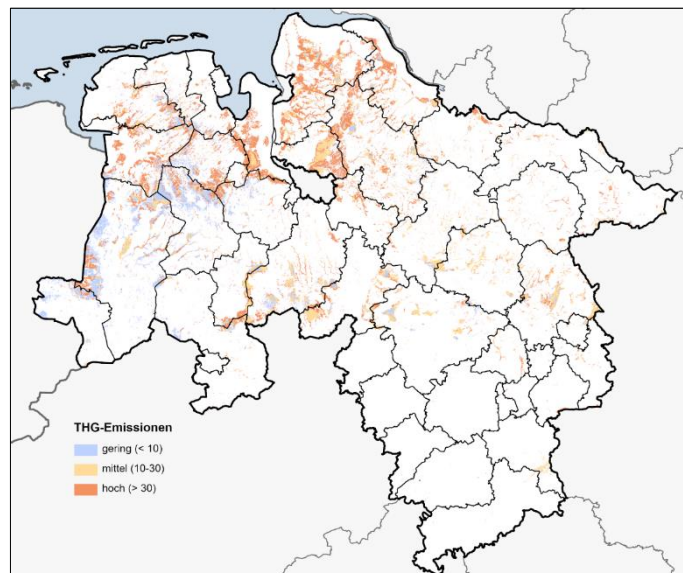 THG-Emissionen
gering (< 10)
mittel (10-30)
hoch (> 30)